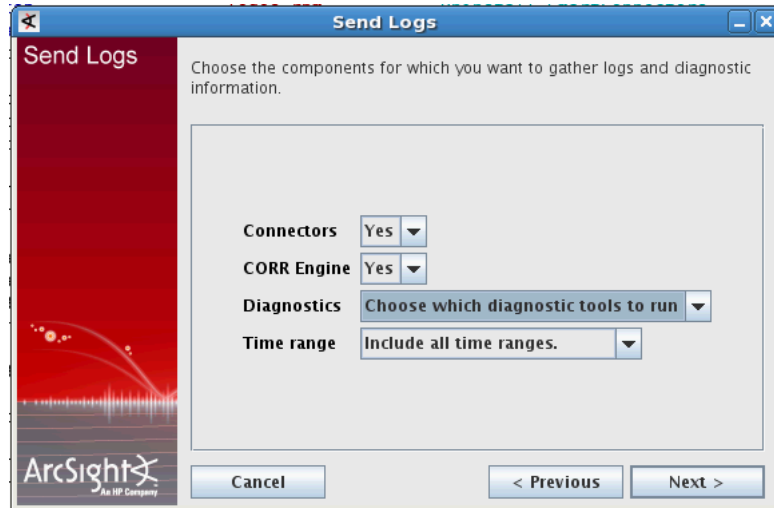 Send Logs
Send Logs
Choose the components for which you want to gather logs and diagnostic
information.
Connectors Yes
CORR Engine Yes
Diagnostics Choose which diagnostic tools to run
Time range Include all time ranges.
ArcSight
An HP Company
Cancel < Previous Next >